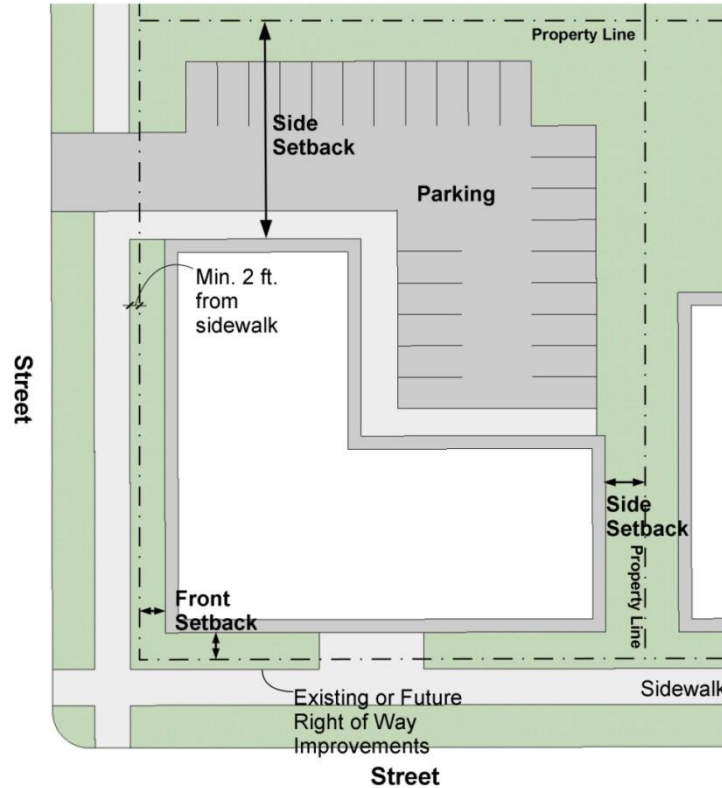 Property Line
Side
Setback
Parking
Min. 2 ft.
from
sidewalk
Street
Side
Setback
Property Line
Front
Setback
Existing or Future
Right of Way
Improvements
Sidewalk
Street